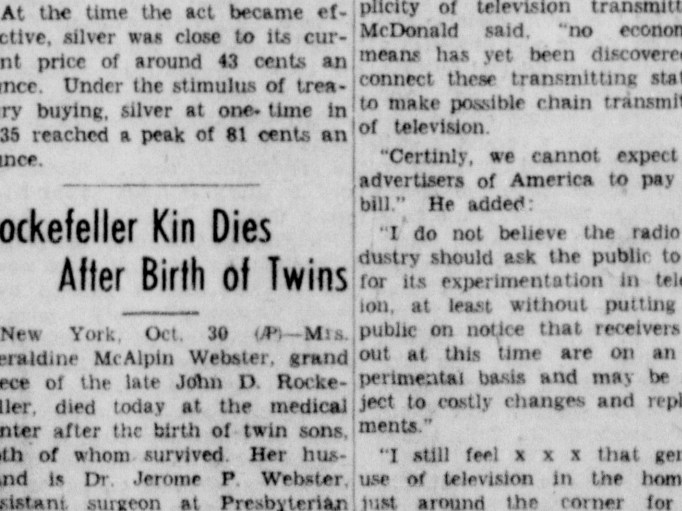 At the time the act became ef-
ctive, silver was close to its cur-
nt price of around 43 cents an
nce. Under the stimulus of trea-
ry buying, silver at one-time in
35 reached a peak of 81 cents an
unce.
ockefeller Kin Dies
After Birth of Twins
New York, Oct. 30 (AP)—Mrs.
eraldine McAlpin Webster, grand
ece of the late John D. Rocke-
ller, died today at the medical
nter after the birth of twin sons,
th of whom survived. Her hus-
nd is Dr. Jerome P. Webster,
sistant surgeon at Presbyterian
plicity of television transmitt
McDonald said, "no econom
means has yet been discovere
connect these transmitting stat
to make possible chain transmit
of television.
"Certinly, we cannot expect
advertisers of America to pay
bill." He added:
"I do not believe the radio
dustry should ask the public to
for its experimentation in tele
ion, at least without putting
public on notice that receivers
out at this time are on an
perimental basis and may be
ject to costly changes and repl
ments."
"I still feel x x x that gen
use of television in the hom
just around the corner for